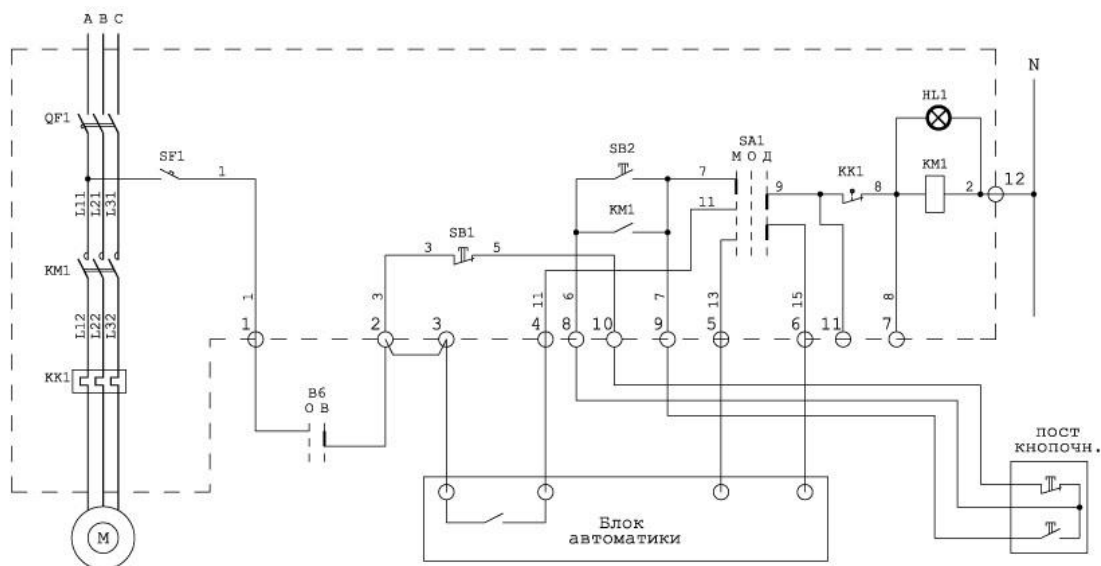 A B C
N
HL1
QF1
SB2
SA1
М О Д
SF1
1
7
KK1
9
8
KM1
2
12
11
KM1
L11
L21
L31
SB1
3
5
KM1
1
3
11
6
7
13
15
8
L12
L22
L32
1
2
3
4
8
10
9
5
6
11
7
KK1
В6
О В
ПОСТ
КНОПОЧН.
Блок
автоматики
М